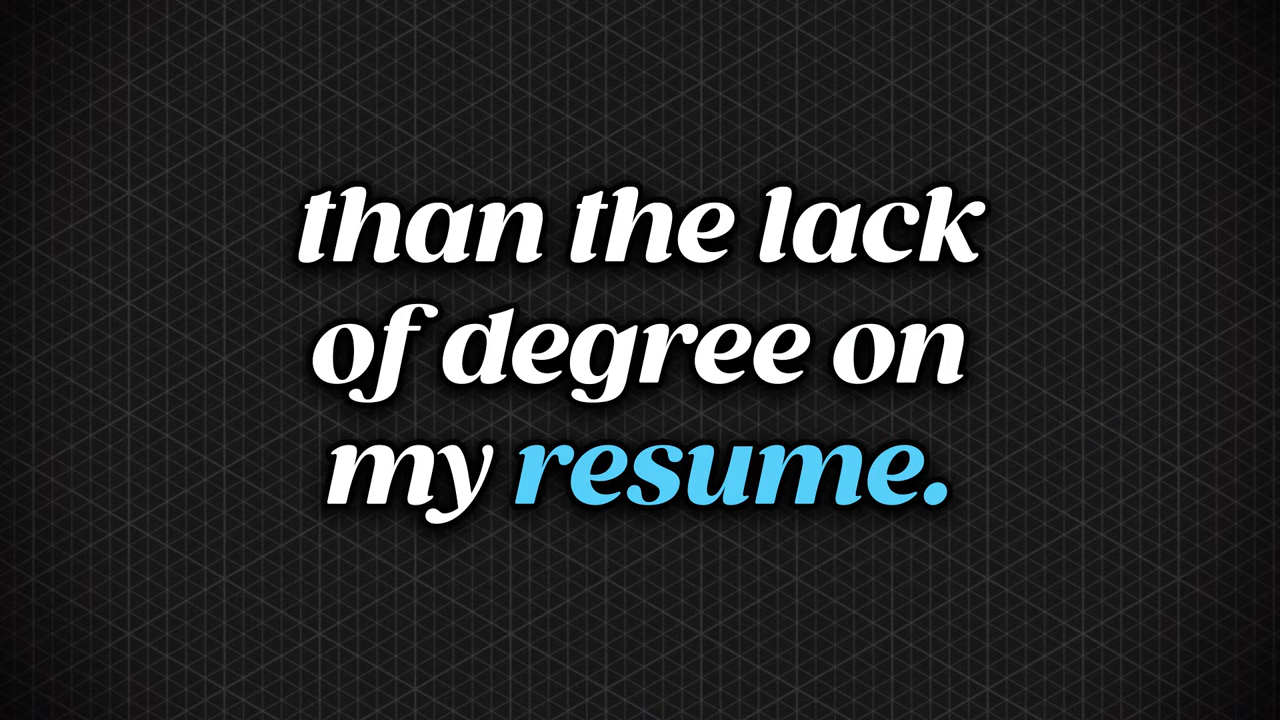 than the lack
of degree on
my resume.